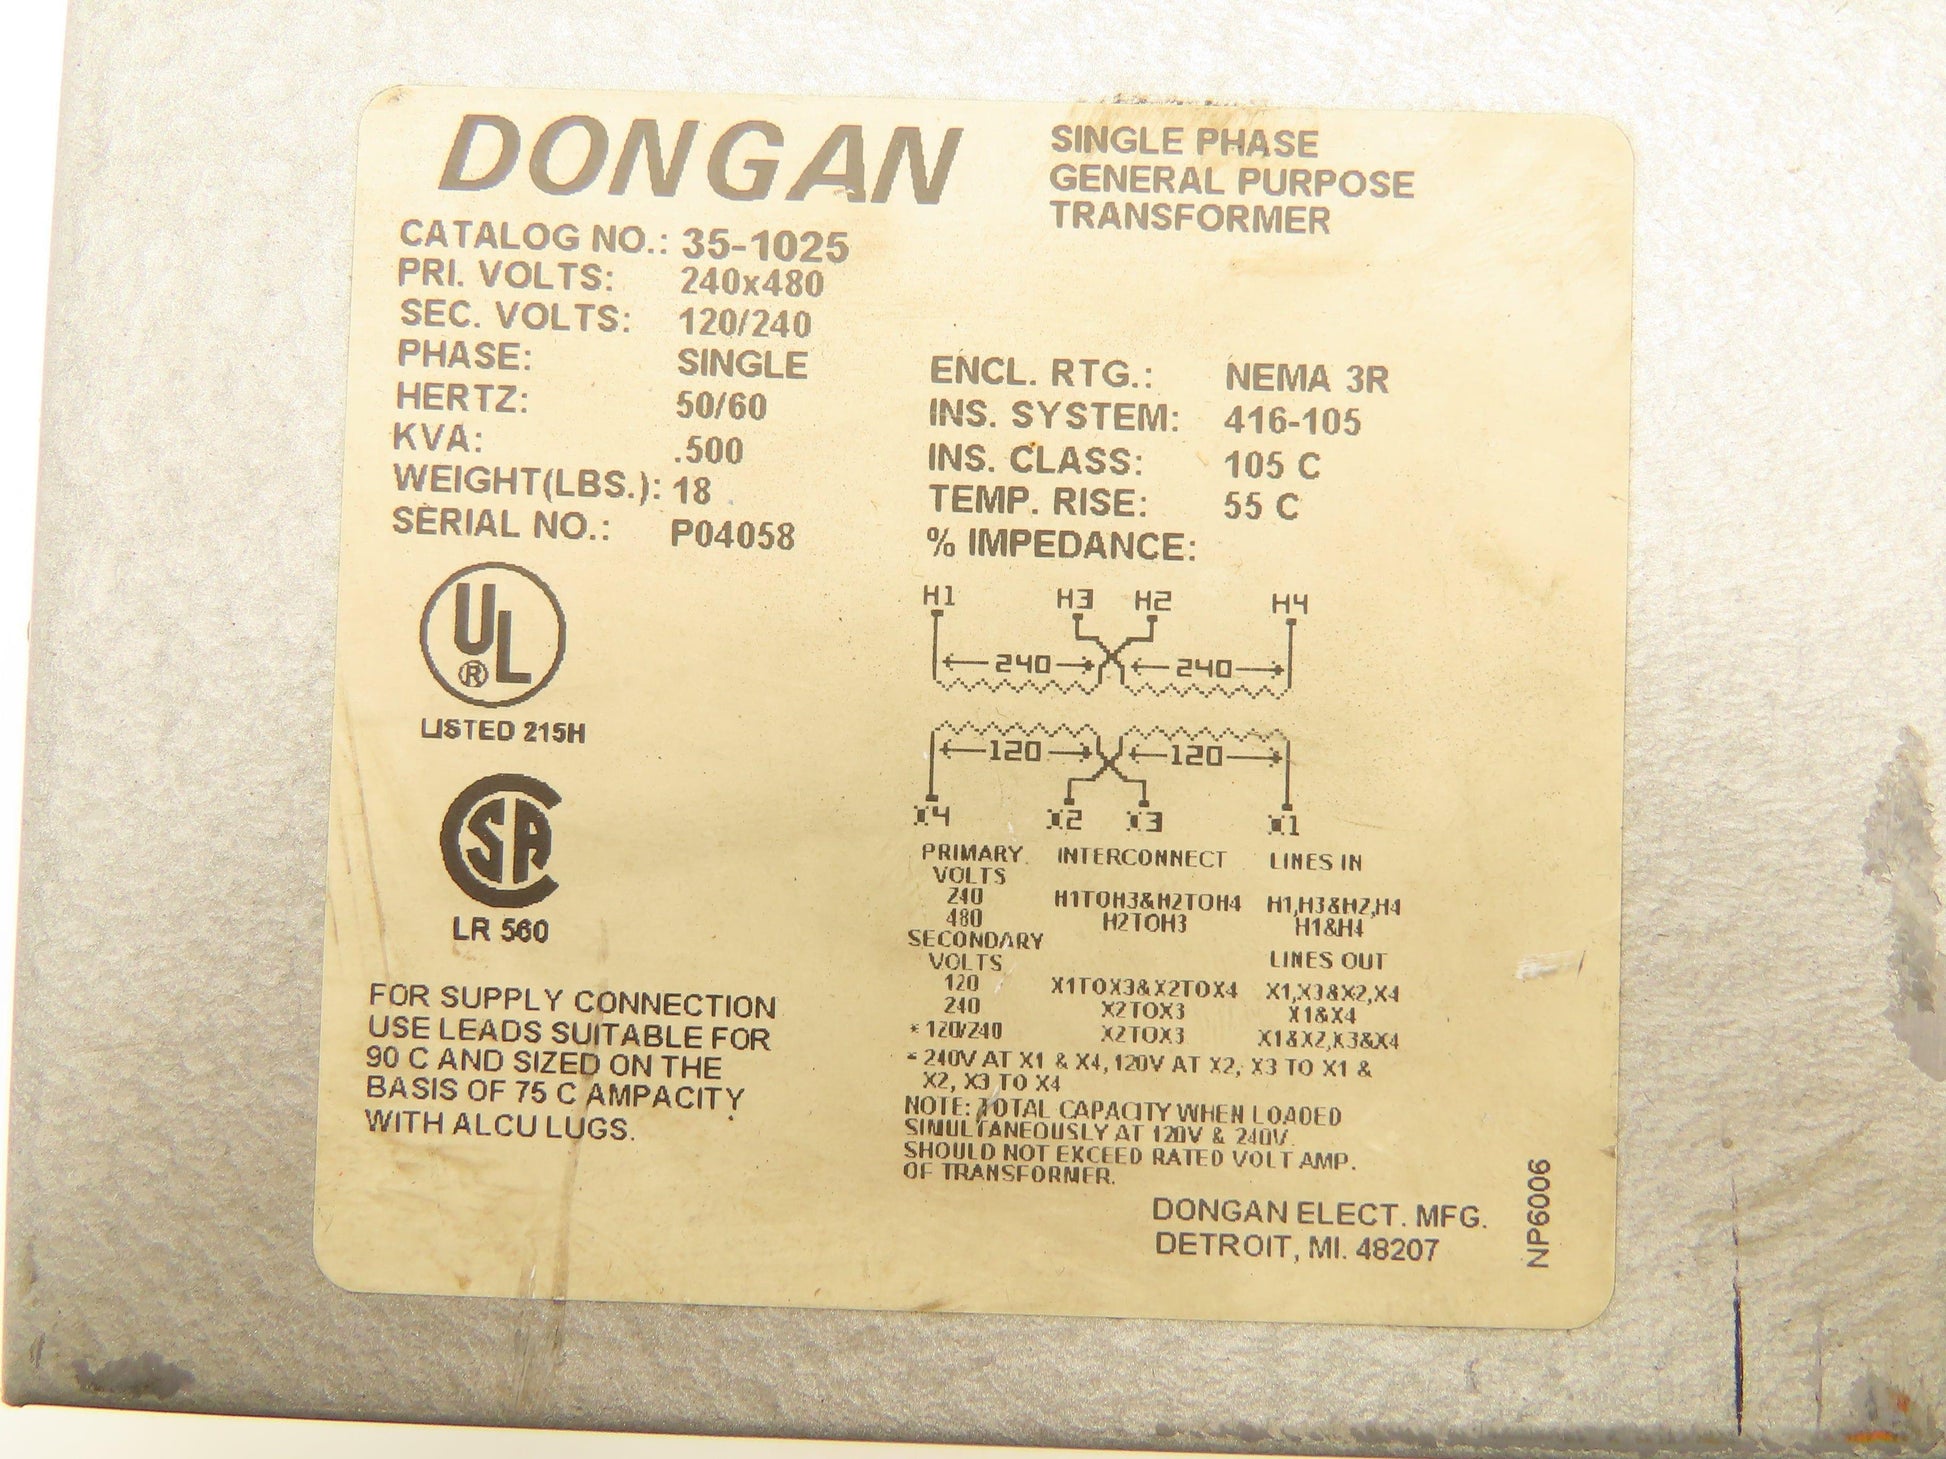 DONGAN
SINGLE PHASE
GENERAL PURPOSE
TRANSFORMER
CATALOG NO.: 35-1025
PRI. VOLTS: 240x480
SEC. VOLTS: 120/240
PHASE: SINGLE
HERTZ: 50/60
KVA: .500
WEIGHT(LBS.): 18
SERIAL NO.: P04058
ENCL. RTG.: NEMA 3R
INS. SYSTEM: 416-105
INS. CLASS: 105 C
TEMP. RISE: 55 C
% IMPEDANCE:
UL
®
LISTED 215H
SA
LR 560
FOR SUPPLY CONNECTION
USE LEADS SUITABLE FOR
90 C AND SIZED ON THE
BASIS OF 75 C AMPACITY
WITH ALCU LUGS.
H1 H3 H2 H4
240 240
120 120
X4 X2 X3 X1
PRIMARY INTERCONNECT LINES IN
VOLTS
240 H1TOH3&H2TOH4 H1,H3&H2,H4
480 H2TOH3 H1&H4
SECONDARY
VOLTS LINES OUT
120 X1TOX3&X2TOX4 X1,X3&X2,X4
240 X2TOX3 X1&X4
*120/240 X2TOX3 X1&X2,X3&X4
* 240V AT X1 & X4, 120V AT X2, X3 TO X1 &
X2, X3 TO X4
NOTE: TOTAL CAPACITY WHEN LOADED
SIMULTANEOUSLY AT 120V & 240V.
SHOULD NOT EXCEED RATED VOLT AMP.
OF TRANSFORMER.
DONGAN ELECT. MFG.
DETROIT, MI. 48207
NP6006